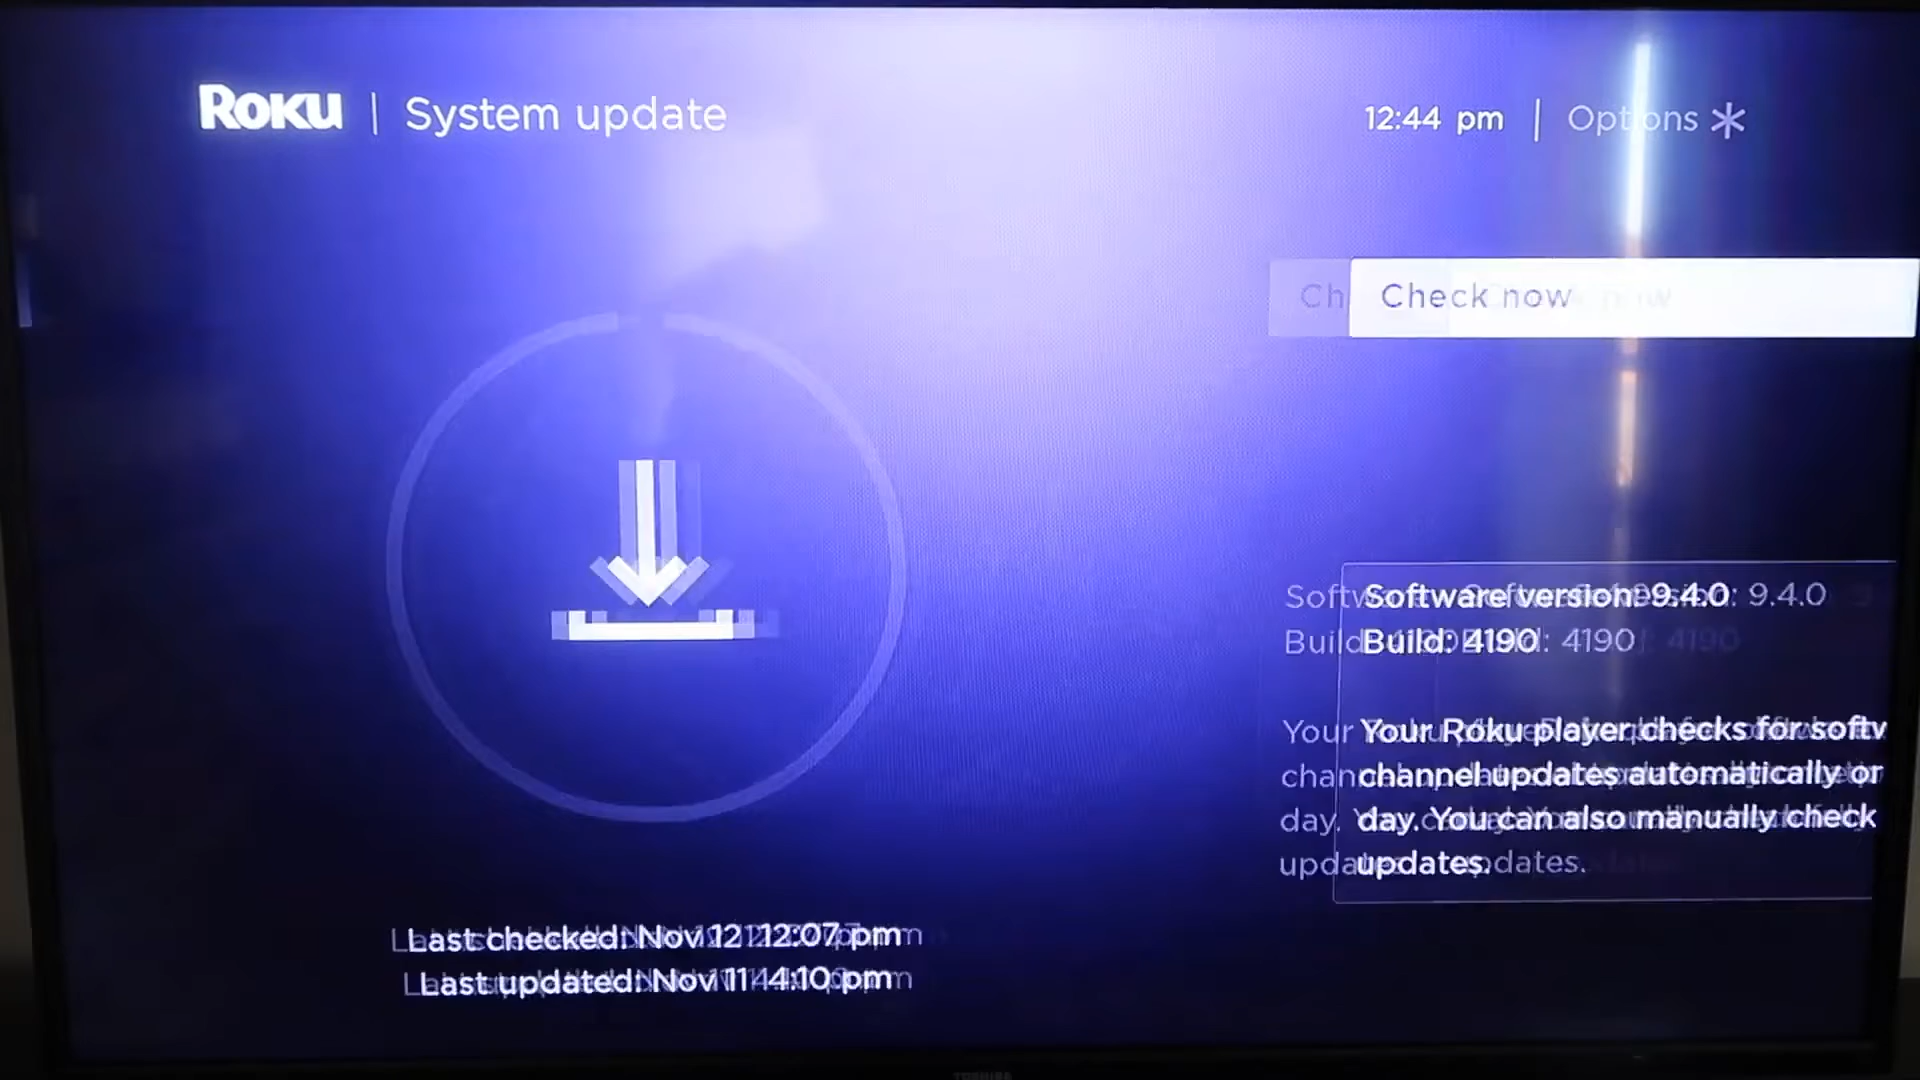 Roku | System update
12:44 pm | Options
Check now
Software version: 9.4.0
Build: 4190
Your Roku player checks for softw
channel updates automatically
day. You can also manually check
updates.
Last checked: Nov 12 12:07 pm
Last updated: Nov 11 4:10 pm
TOSHIBA